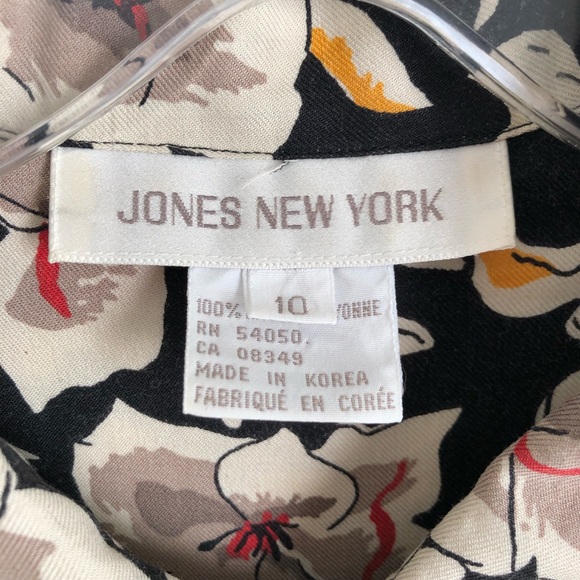 JONES NEW YORK
10
100% YONNE
RN 54050.
CA 08349
MADE IN KOREA
FABRIQUÉ EN CORÉE